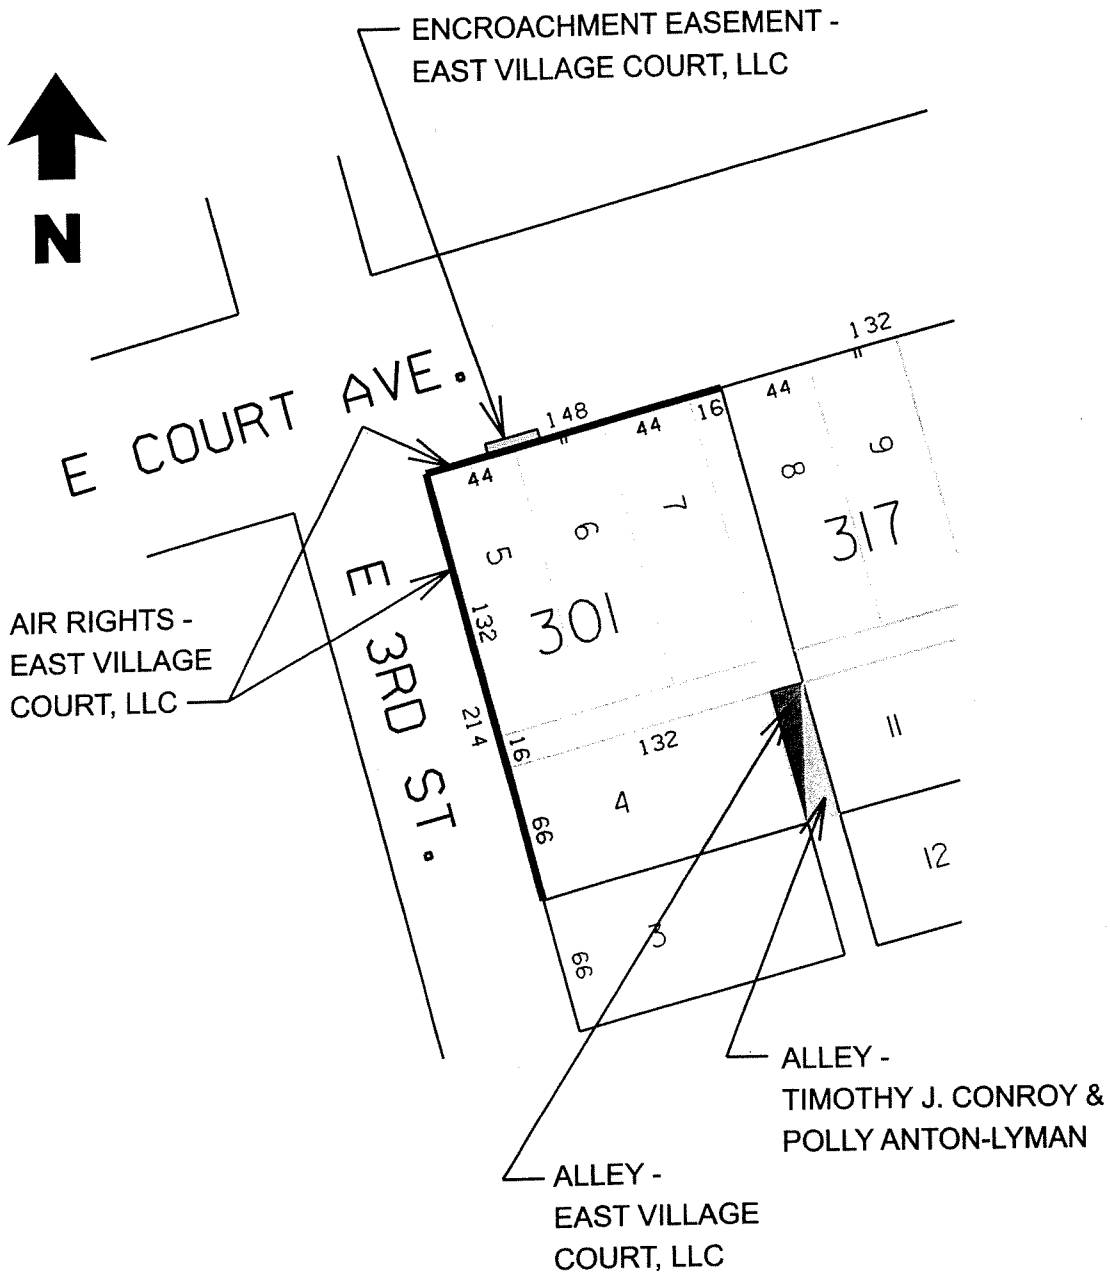 ENCROACHMENT EASEMENT -
EAST VILLAGE COURT, LLC
N
E COURT AVE.
132
148
44
16
44
44
5
6
7
8
9
301
317
E 3RD ST.
132
214
16
66
AIR RIGHTS -
EAST VILLAGE
COURT, LLC
132
4
11
12
3
66
ALLEY -
TIMOTHY J. CONROY &
POLLY ANTON-LYMAN
ALLEY -
EAST VILLAGE
COURT, LLC